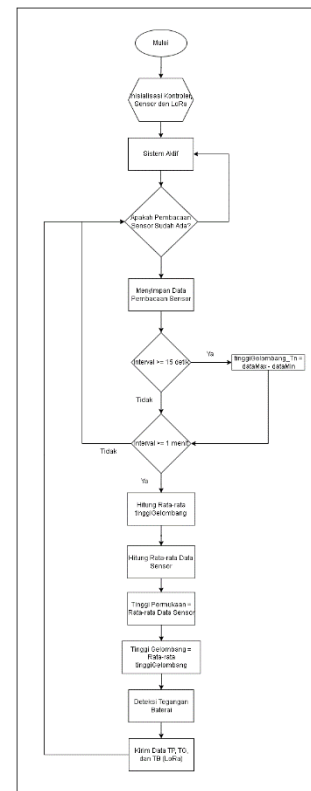 Mulai
Inisialisasi Kontroler,
Sensor dan LoRa
Sistem Aktif
Apakah Pembacaan
Sensor Sudah Ada?
Menyimpan Data
Pembacaan Sensor
Interval >= 15 detik
Ya
tinggiGelombang_Tn =
dataMax - dataMin
Tidak
Interval >= 1 menit
Tidak
Ya
Hitung Rata-rata
tinggiGelombang
Hitung Rata-rata Data
Sensor
Tinggi Permukaan =
Rata-rata Data Sensor
Tinggi Gelombang =
Rata-rata
tinggiGelombang
Deteksi Tegangan
Baterai
Kirim Data TP, TG,
dan TB (LoRa)